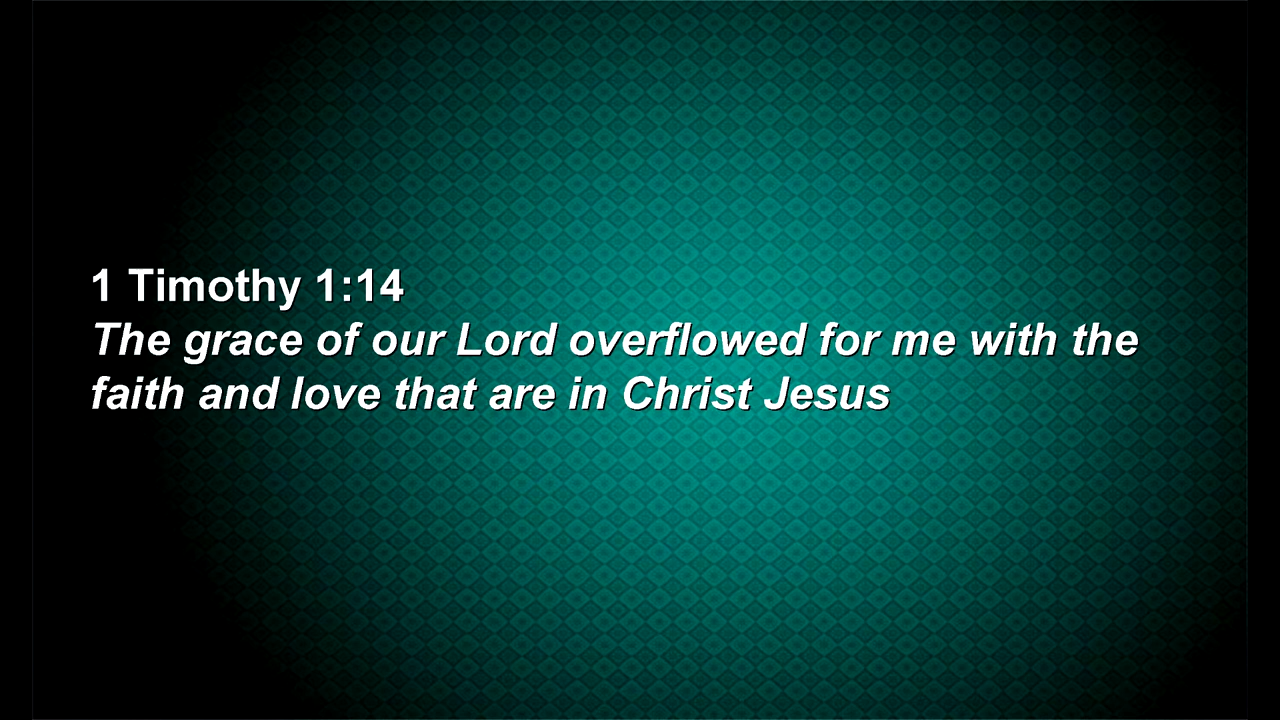 1 Timothy 1:14
The grace of our Lord overflowed for me with the
faith and love that are in Christ Jesus